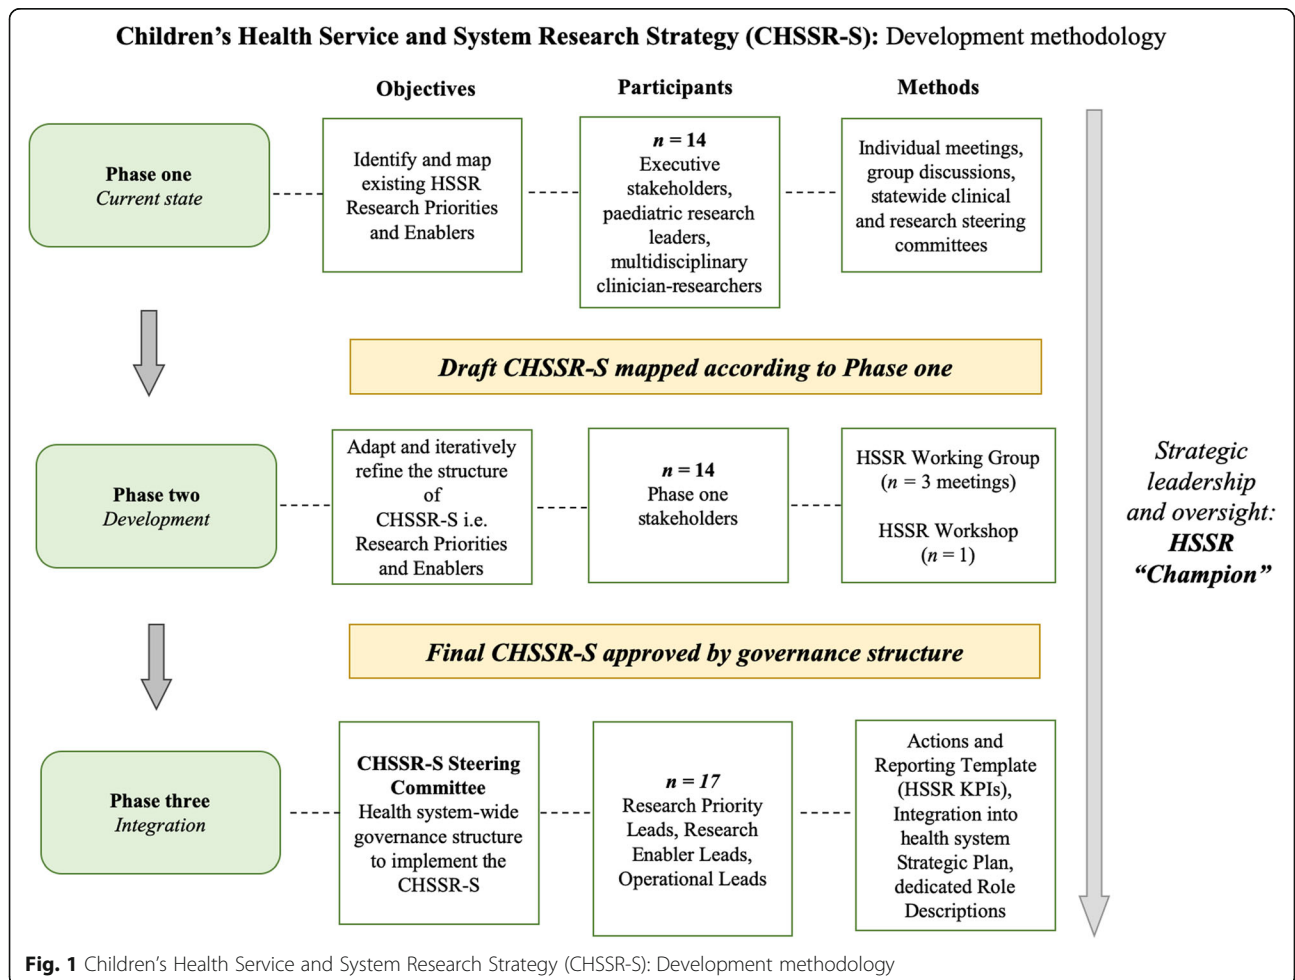 Children’s Health Service and System Research Strategy (CHSSR-S): Development methodology
Objectives
Participants
Methods
Phase one
Current state
Identify and map
existing HSSR
Research Priorities
and Enablers
n = 14
Executive
stakeholders,
paediatric research
leaders,
multidisciplinary
clinician-researchers
Individual meetings,
group discussions,
statewide clinical
and research steering
committees
Draft CHSSR-S mapped according to Phase one
Phase two
Development
Adapt and iteratively
refine the structure
of
CHSSR-S i.e.
Research Priorities
and Enablers
n = 14
Phase one
stakeholders
HSSR Working Group
(n = 3 meetings)
HSSR Workshop
(n = 1)
Final CHSSR-S approved by governance structure
Phase three
Integration
CHSSR-S Steering
Committee
Health system-wide
governance structure
to implement the
CHSSR-S
n = 17
Research Priority
Leads, Research
Enabler Leads,
Operational Leads
Actions and
Reporting Template
(HSSR KPIs),
Integration into
health system
Strategic Plan,
dedicated Role
Descriptions
Strategic
leadership
and oversight:
HSSR
“Champion”
Fig. 1 Children’s Health Service and System Research Strategy (CHSSR-S): Development methodology